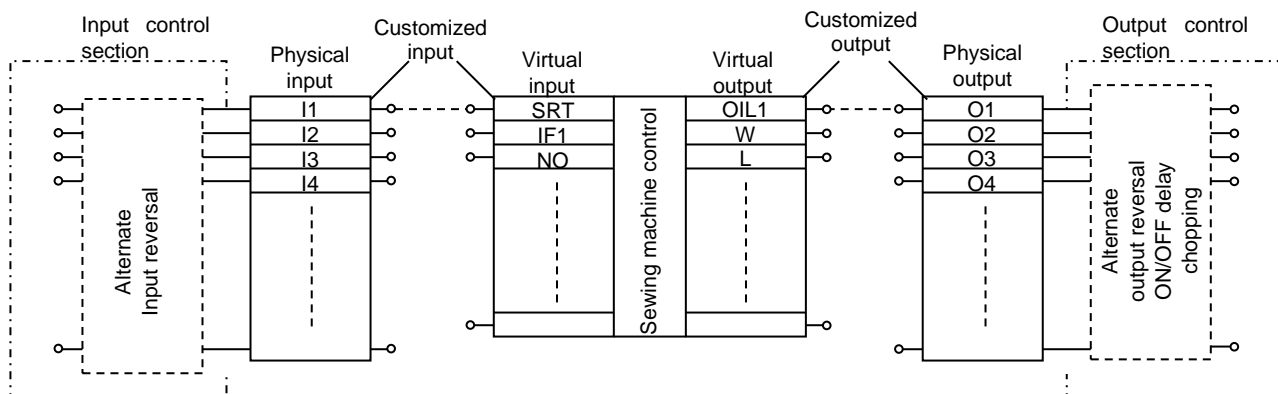 Input control
section
Physical
input
Customized
input
Virtual
input
Virtual
output
Customized
output
Physical
output
Output control
section
I1
I2
I3
I4
SRT
IF1
NO
OIL1
W
L
O1
O2
O3
O4
Alternate
Input reversal
Sewing machine control
Alternate
output reversal
ON/OFF delay
chopping